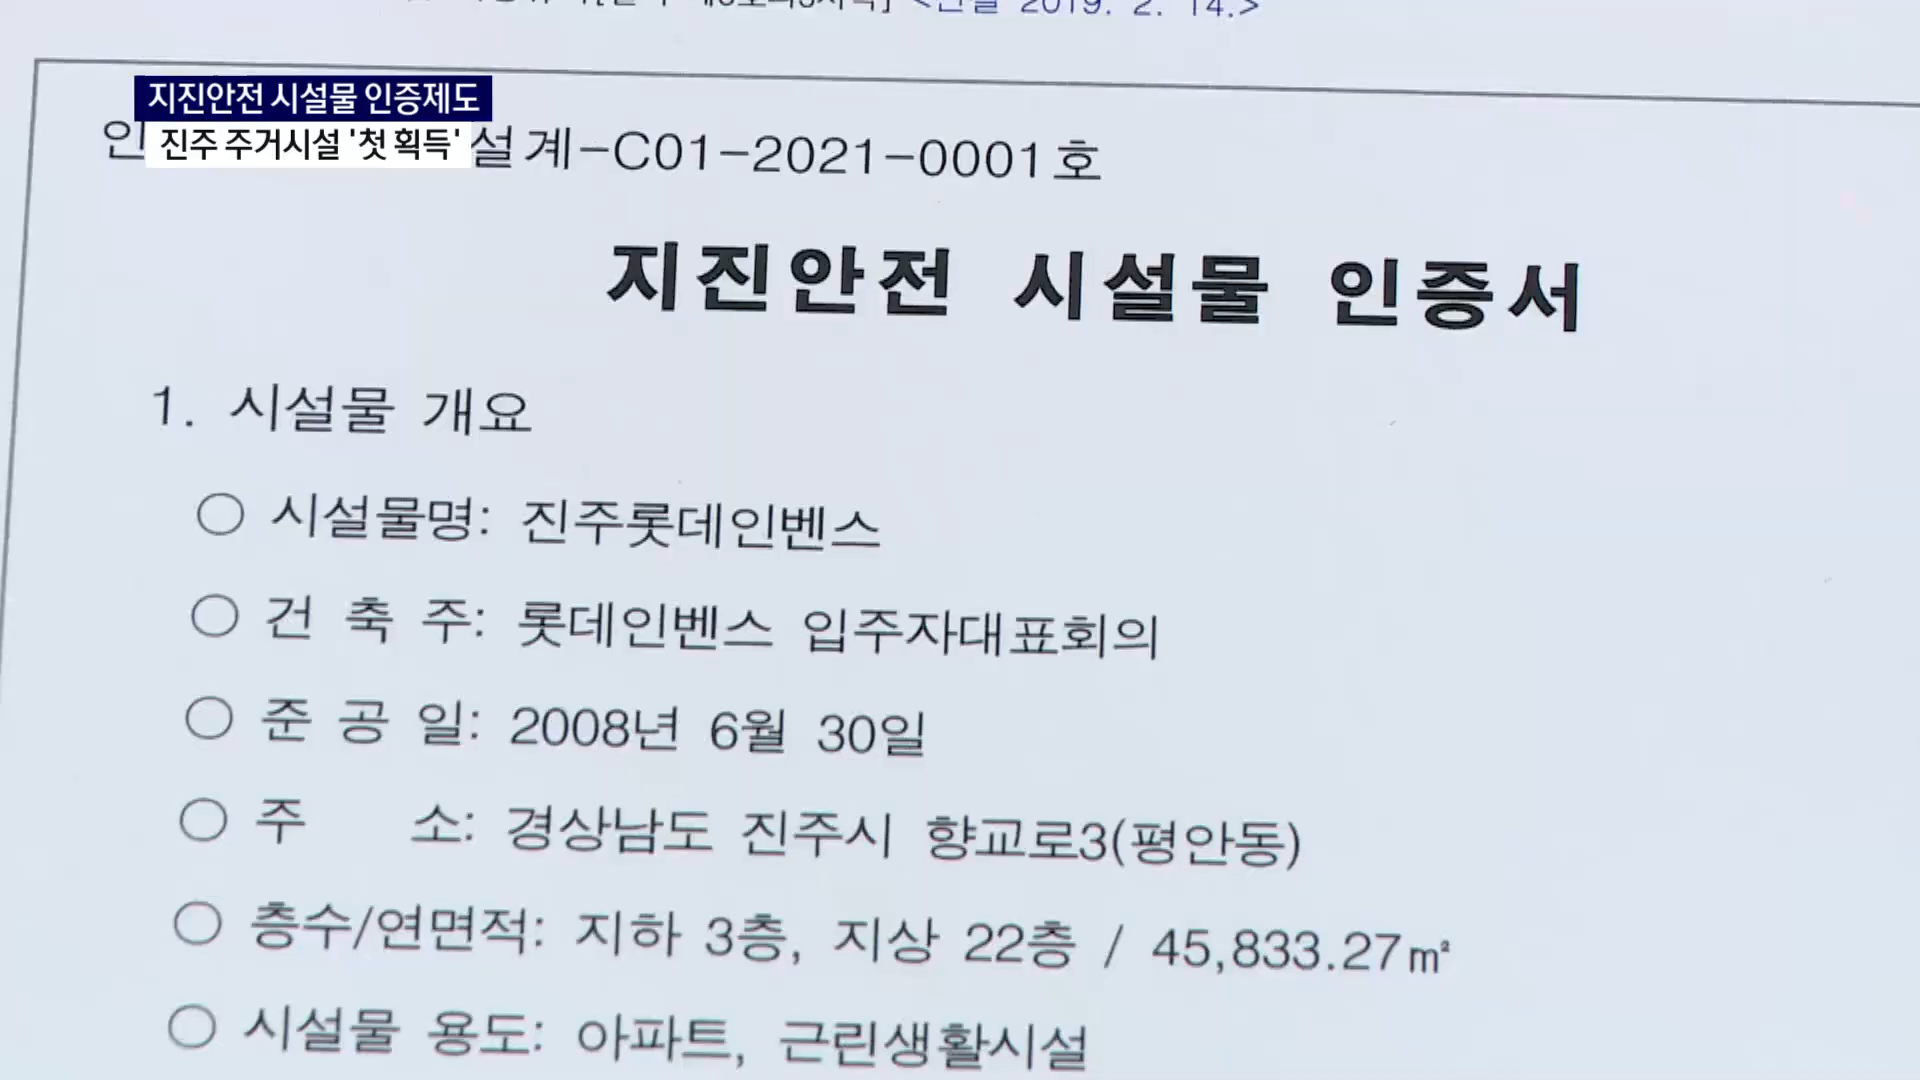 <신설 2019. 2. 14.>
지진안전 시설물 인증제도
진주 주거시설 '첫 획득'
설계-C01-2021-0001호
지진안전 시설물 인증서
1. 시설물 개요
○ 시설물명: 진주롯데인벤스
○ 건 축 주: 롯데인벤스 입주자대표회의
○ 준 공 일: 2008년 6월 30일
○ 주 소: 경상남도 진주시 향교로3(평안동)
○ 층수/연면적: 지하 3층, 지상 22층 / 45,833.27㎡
○ 시설물 용도: 아파트, 근린생활시설